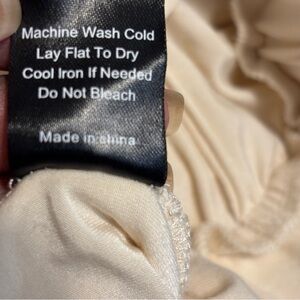 Machine Wash Cold
Lay Flat To Dry
Cool Iron If Needed
Do Not Bleach
Made in china